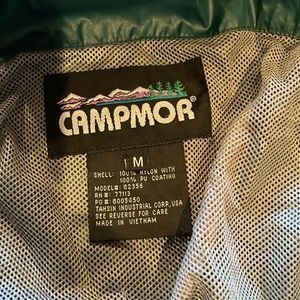 CAMPMOR®
M
SHELL: 100% NYLON WITH
100% PU COATING
MODEL#: 82356
RN #: 77113
PO #: 8005450
TAHSIN INDUSTRIAL CORP., USA
SEE REVERSE FOR CARE
MADE IN VIETNAM